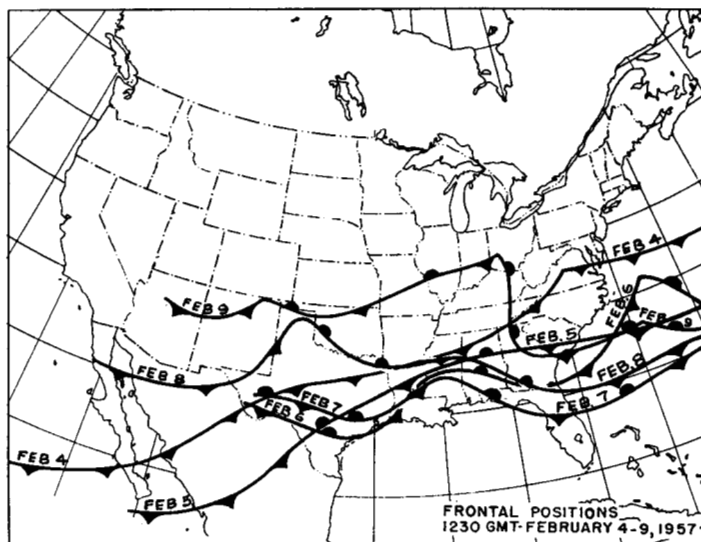 FEB 4
FEB 9
FEB 6
FEB 9
FEB. 5
FEB. 8
FEB 8
FEB 7
FEB 7
FEB 6
FEB 4
FEB 5
FRONTAL POSITIONS
1230 GMT-FEBRUARY 4-9, 1957